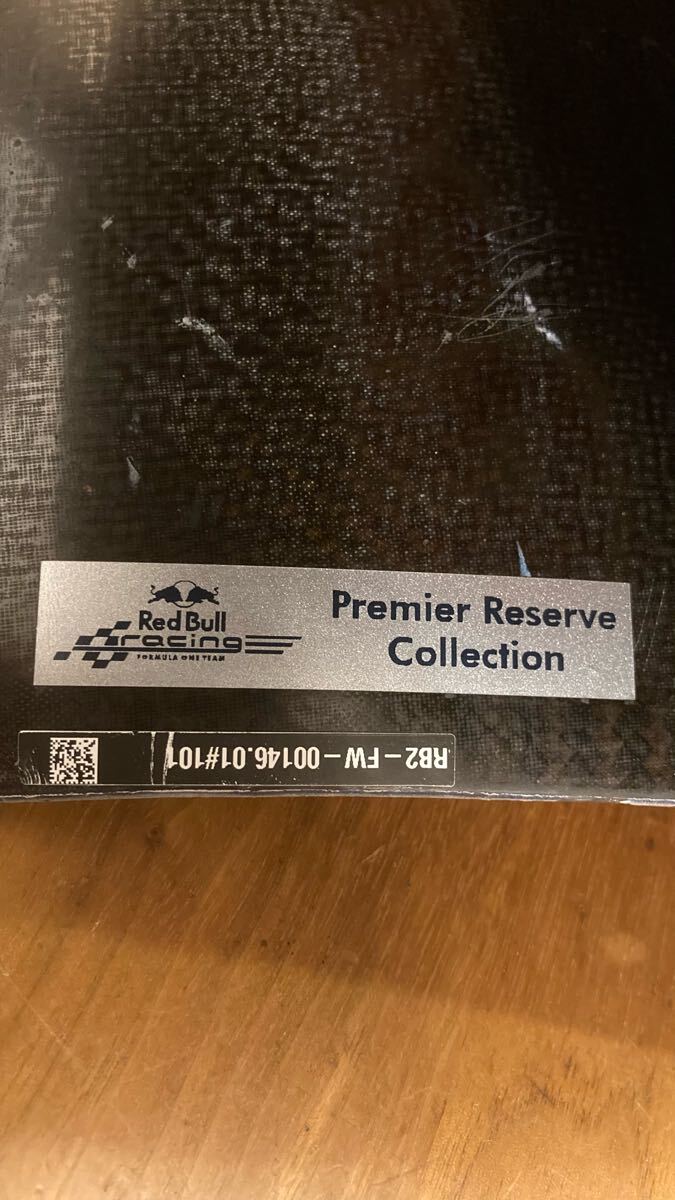 Red Bull
racing
FORMULA ONE TEAM
Premier Reserve
Collection
RB2-FW-00146.01#101